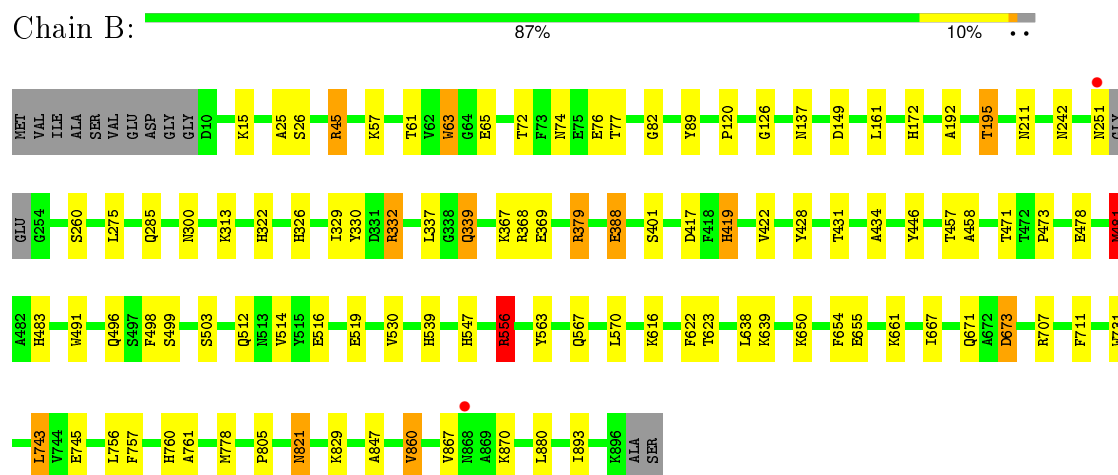 Chain B:
87% 10% • •
MET VAL ILE ALA SER VAL GLU ASP GLY GLY D10 K15 A25 S26 R45 K57 T61 V62 W63 G64 E65 T72 F73 N74 E75 E76 T77 G82 Y89 P120 G126 N137 D149 L161 H172 A192 T195 N211 N242 N251 GLY
GLU G254 S260 L275 Q285 N300 K313 H322 H326 I329 Y330 D331 R332 L337 G338 Q339 K367 R368 E369 R379 E388 S401 D417 F418 H419 V422 Y428 T431 A434 Y446 T457 A458 T471 T472 P473 E478
A482 H483 W491 Q496 S497 F498 S499 S503 Q512 N513 V514 Y515 E516 E519 V530 H539 H547 R556 Y563 Q567 L570 K616 F622 T623 L638 K639 K650 F654 E655 K661 I667 Q671 A672 D673 R707 F711
L743 V744 E745 L756 F757 H760 A761 M778 P805 N821 K829 A847 V860 V867 N868 A869 K870 L880 I893 K896 ALA SER